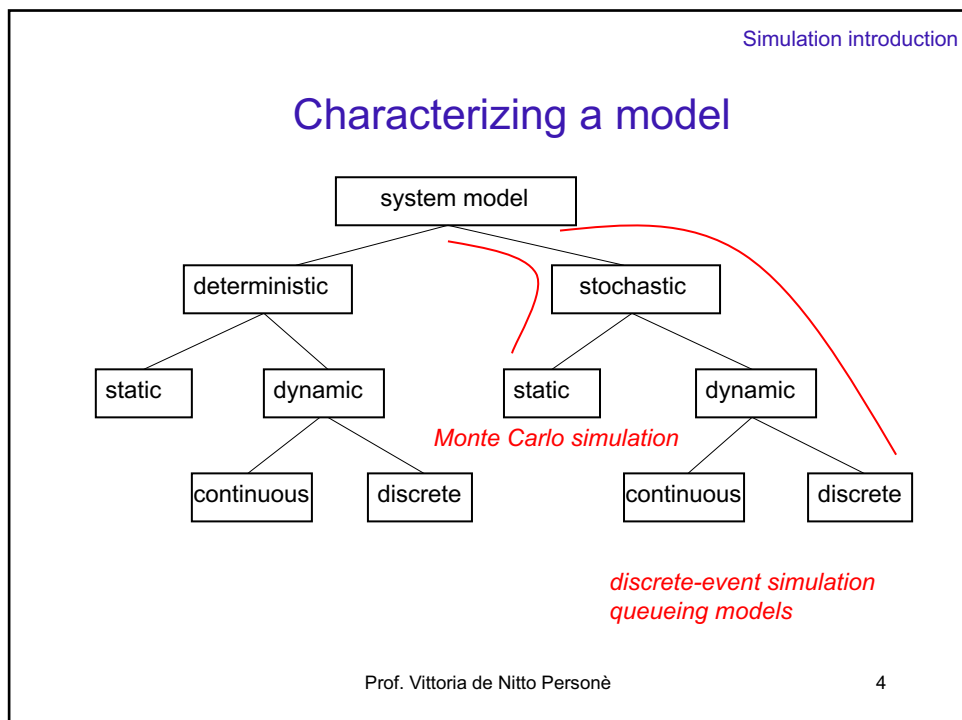 Simulation introduction
Characterizing a model
system model
deterministic
stochastic
static
dynamic
static
dynamic
Monte Carlo simulation
continuous
discrete
continuous
discrete
discrete-event simulation
queueing models
Prof. Vittoria de Nitto Personè
4